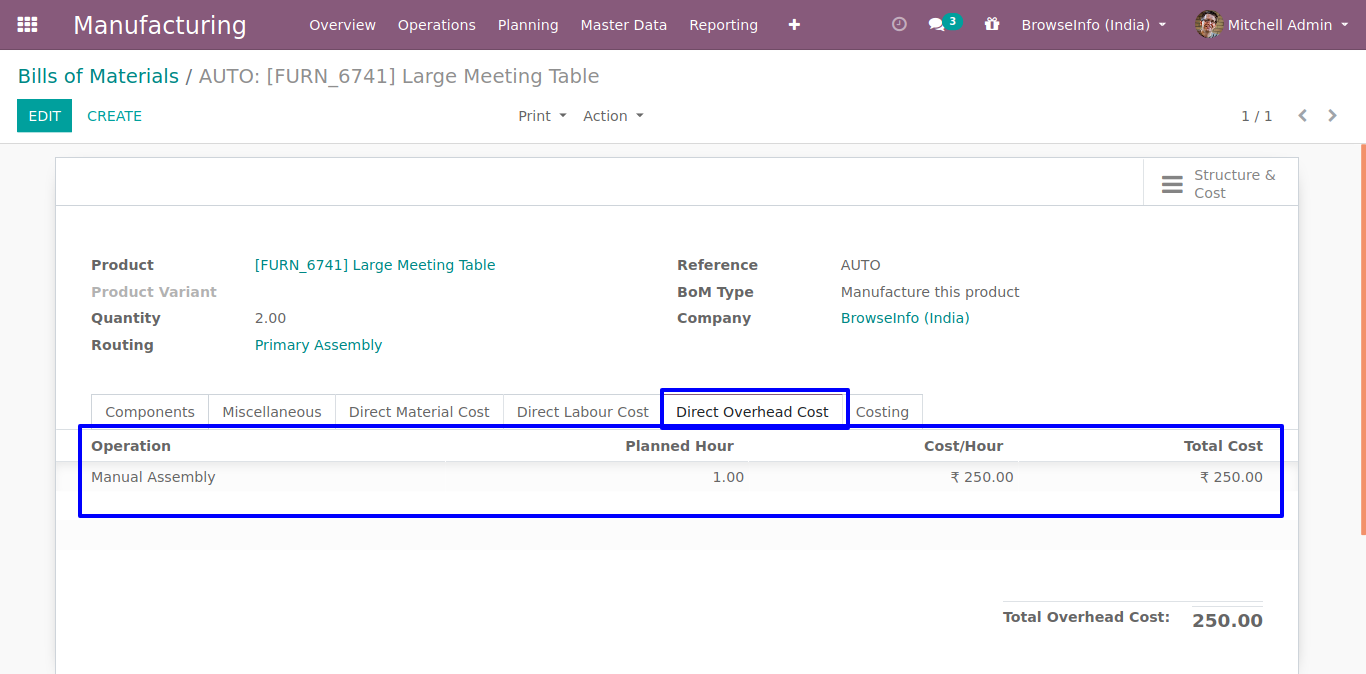 Manufacturing Overview Operations Planning Master Data Reporting + 3 BrowseInfo (India) Mitchell Admin
Bills of Materials / AUTO: [FURN_6741] Large Meeting Table
EDIT CREATE Print Action 1 / 1
Structure &
Cost
Product [FURN_6741] Large Meeting Table Reference AUTO
Product Variant BoM Type Manufacture this product
Quantity 2.00 Company BrowseInfo (India)
Routing Primary Assembly
Components Miscellaneous Direct Material Cost Direct Labour Cost Direct Overhead Cost Costing
Operation Planned Hour Cost/Hour Total Cost
Manual Assembly 1.00 ₹ 250.00 ₹ 250.00
Total Overhead Cost: 250.00